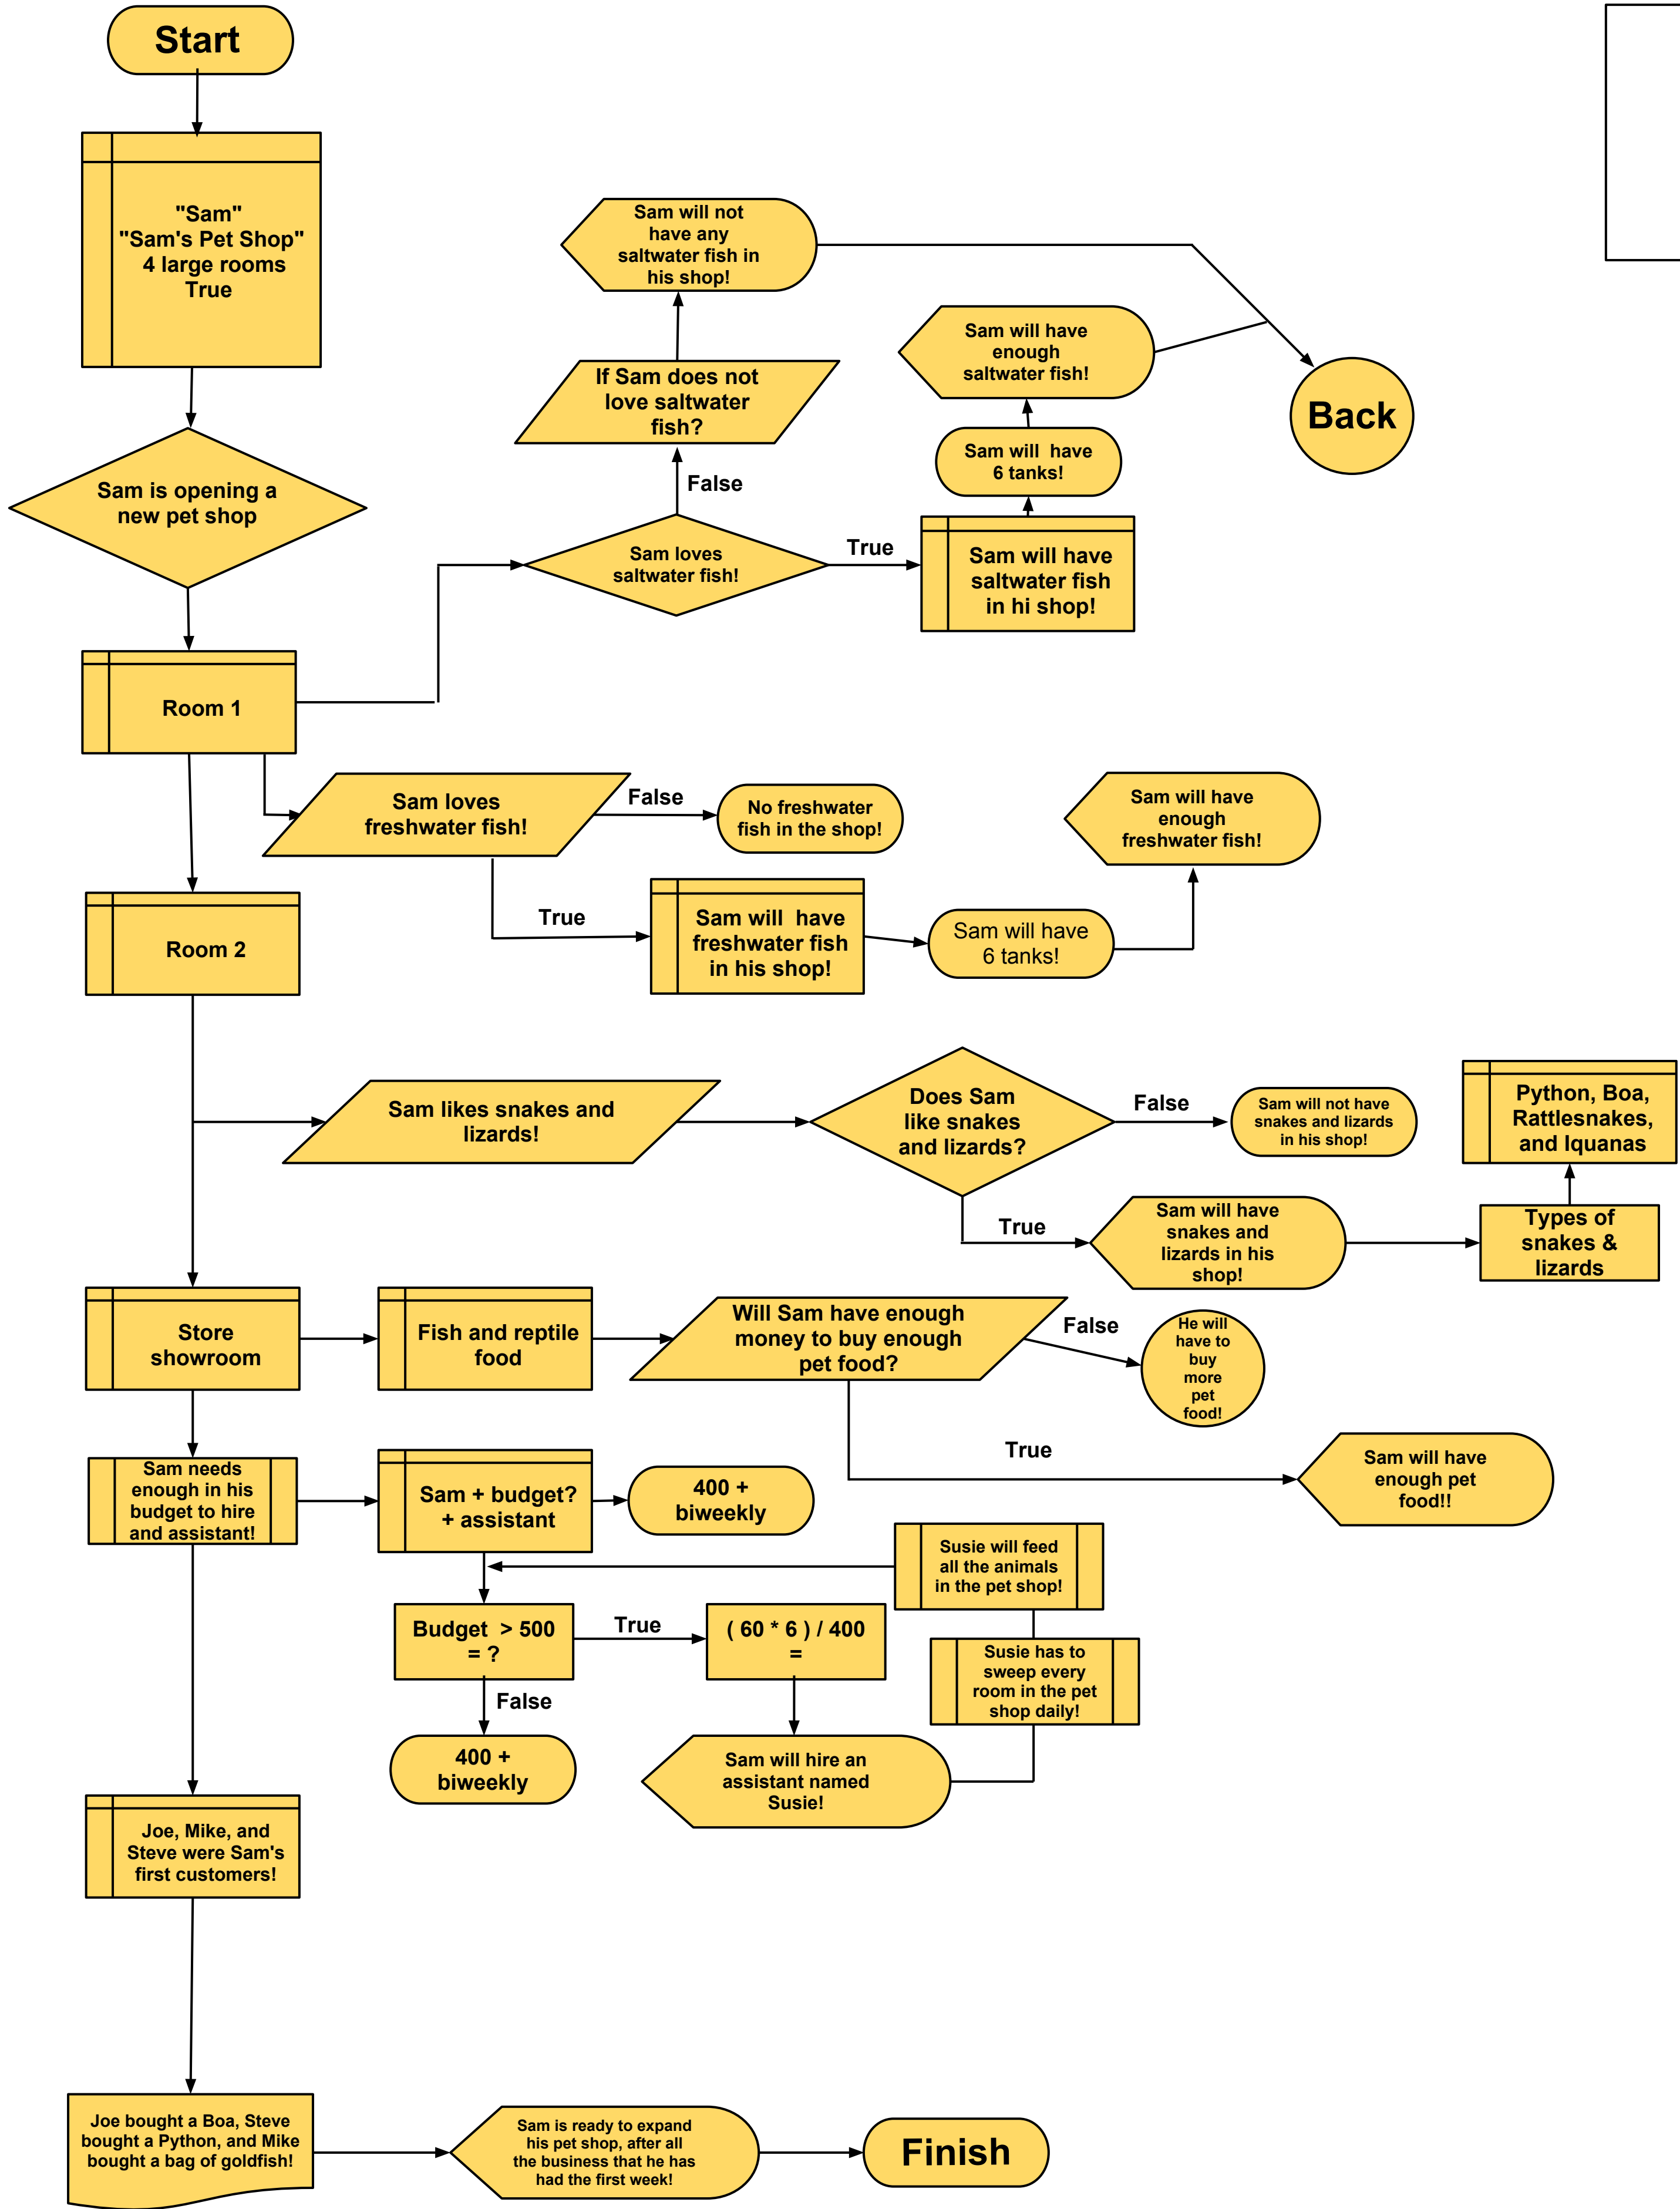 Start
"Sam"
"Sam's Pet Shop"
4 large rooms
True
Sam is opening a
new pet shop
Sam will not
have any
saltwater fish in
his shop!
If Sam does not
love saltwater
fish?
False
Sam loves
saltwater fish!
True
Sam will have
saltwater fish
in hi shop!
Sam will  have
6 tanks!
Sam will have
enough
saltwater fish!
Back
Room 1
Sam loves
freshwater fish!
False
No freshwater
fish in the shop!
True
Sam will  have
freshwater fish
in his shop!
Sam will have
6 tanks!
Sam will have
enough
freshwater fish!
Room 2
Sam likes snakes and
lizards!
Does Sam
like snakes
and lizards?
False
Sam will not have
snakes and lizards
in his shop!
True
Sam will have
snakes and
lizards in his
shop!
Types of
snakes &
lizards
Python, Boa,
Rattlesnakes,
and Iquanas
Store
showroom
Fish and reptile
food
Will Sam have enough
money to buy enough
pet food?
False
He will
have to
buy
more
pet
food!
True
Sam will have
enough pet
food!!
Sam needs
enough in his
budget to hire
and assistant!
Sam + budget?
+ assistant
400 +
biweekly
Budget  > 500
= ?
True
( 60 * 6 ) / 400
=
False
400 +
biweekly
Sam will hire an
assistant named
Susie!
Susie has to
sweep every
room in the pet
shop daily!
Susie will feed
all the animals
in the pet shop!
Joe, Mike, and
Steve were Sam's
first customers!
Joe bought a Boa, Steve
bought a Python, and Mike
bought a bag of goldfish!
Sam is ready to expand
his pet shop, after all
the business that he has
had the first week!
Finish